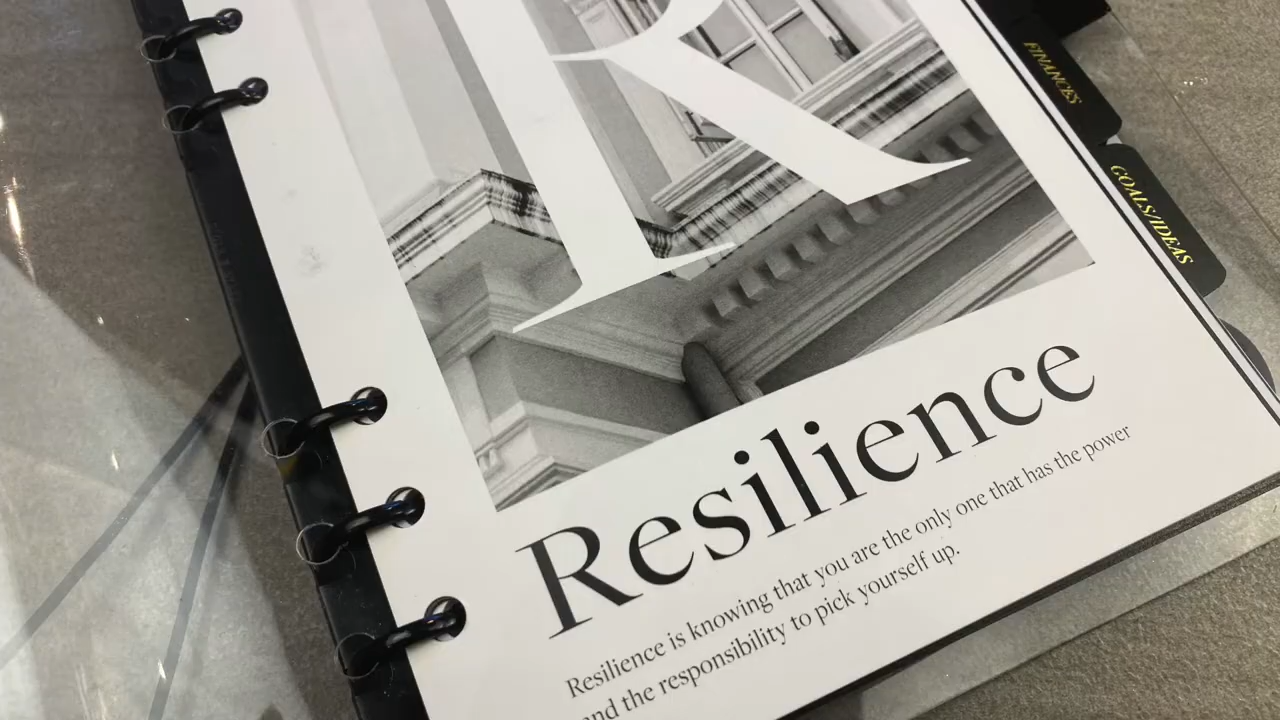 FINANCES
GOALS/IDEAS
R
Resilience
Resilience is knowing that you are the only one that has the power
and the responsibility to pick yourself up.